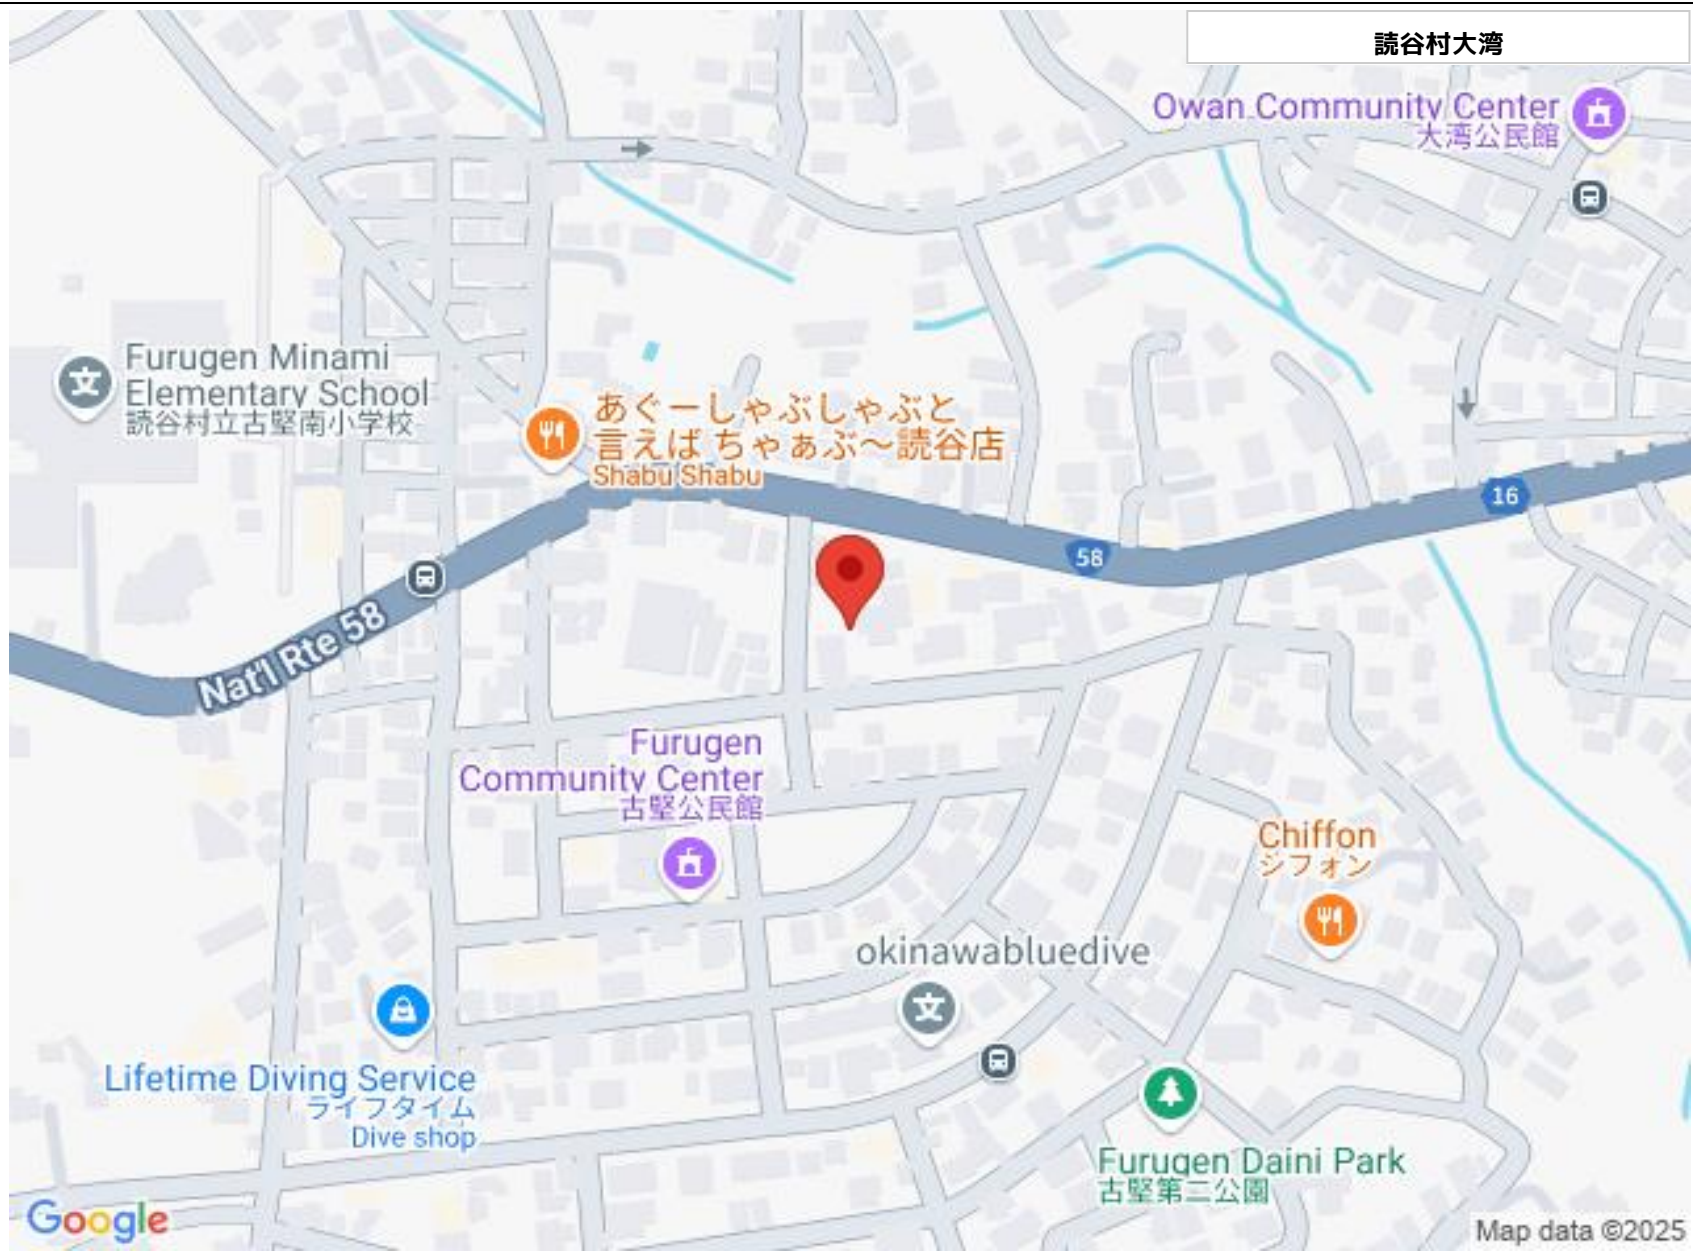 読谷村大湾
Owan Community Center
大湾公民館
Furugen Minami
Elementary School
読谷村立古堅南小学校
あぐーしゃぶしゃぶと
言えば ちゃぁぶ〜読谷店
Shabu Shabu
16
58
Nat'l Rte 58
Furugen
Community Center
古堅公民館
Chiffon
シフォン
okinawabluedive
Lifetime Diving Service
ライフタイム
Dive shop
Furugen Daini Park
古堅第二公園
Google
Map data ©2025